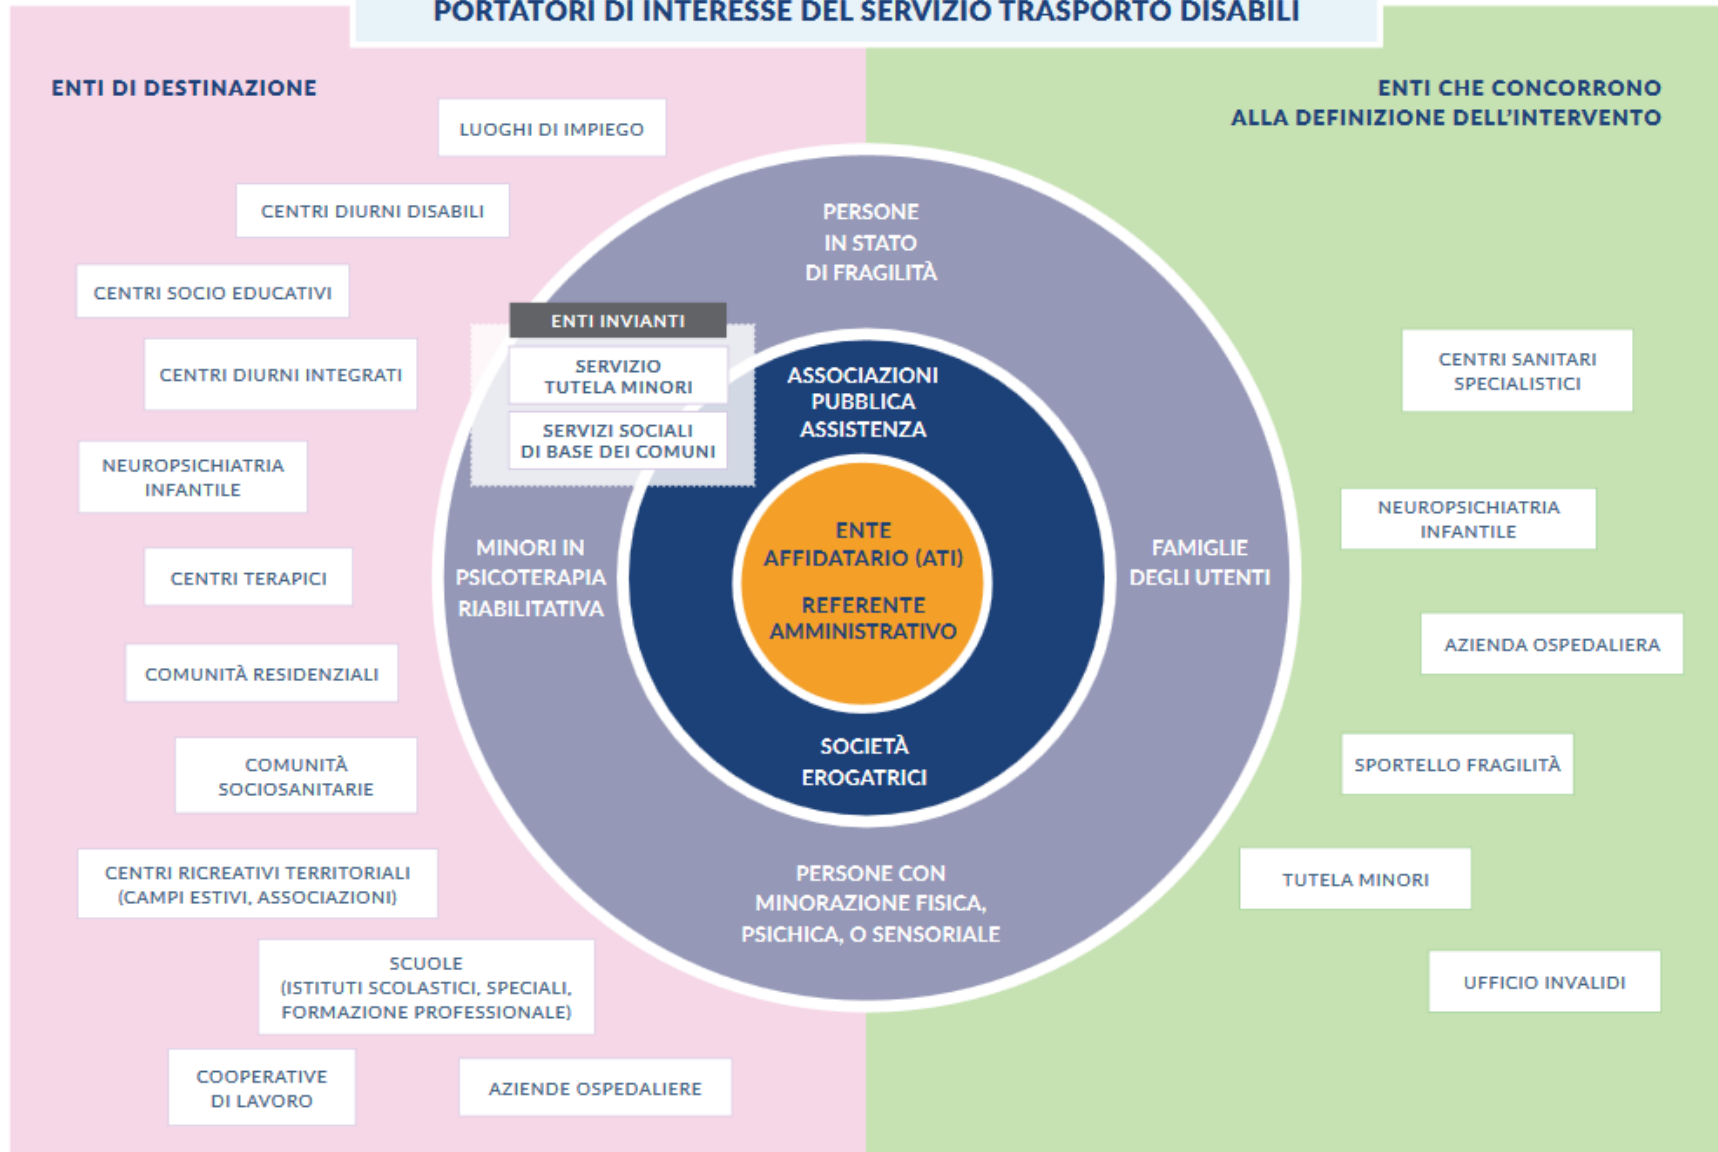 PORTATORI DI INTERESSE DEL SERVIZIO TRASPORTO DISABILI
ENTI DI DESTINAZIONE
LUOGHI DI IMPIEGO
CENTRI DIURNI DISABILI
CENTRI SOCIO EDUCATIVI
CENTRI DIURNI INTEGRATI
NEUROPSICHIATRIA
INFANTILE
CENTRI TERAPICI
COMUNITÀ RESIDENZIALI
COMUNITÀ
SOCIOSANITARIE
CENTRI RICREATIVI TERRITORIALI
(CAMPI ESTIVI, ASSOCIAZIONI)
SCUOLE
(ISTITUTI SCOLASTICI, SPECIALI,
FORMAZIONE PROFESSIONALE)
COOPERATIVE
DI LAVORO
AZIENDE OSPEDALIERE
PERSONE
IN STATO
DI FRAGILITÀ
ENTI INVIANTI
SERVIZIO
TUTELA MINORI
SERVIZI SOCIALI
DI BASE DEI COMUNI
ASSOCIAZIONI
PUBBLICA
ASSISTENZA
ENTE
AFFIDATARIO (ATI)
REFERENTE
AMMINISTRATIVO
MINORI IN
PSICOTERAPIA
RIABILITATIVA
FAMIGLIE
DEGLI UTENTI
SOCIETÀ
EROGATRICI
PERSONE CON
MINORAZIONE FISICA,
PSICHICA, O SENSORIALE
ENTI CHE CONCORRONO
ALLA DEFINIZIONE DELL'INTERVENTO
CENTRI SANITARI
SPECIALISTICI
NEUROPSICHIATRIA
INFANTILE
AZIENDA OSPEDALIERA
SPORTELLO FRAGILITÀ
TUTELA MINORI
UFFICIO INVALIDI